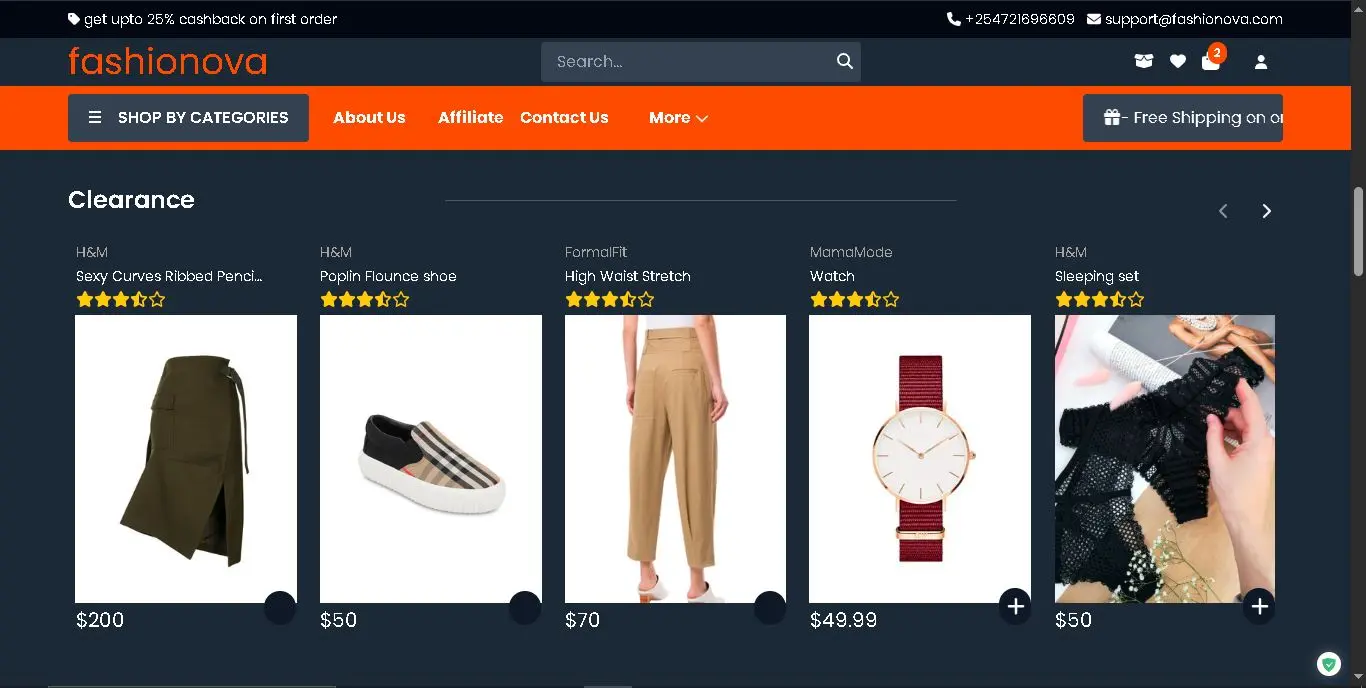 get upto 25% cashback on first order
+254721696609 support@fashionova.com
fashionova
Search...
2
SHOP BY CATEGORIES
About Us
Affiliate
Contact Us
More
- Free Shipping on or
Clearance
H&M
Sexy Curves Ribbed Penci...
$200
H&M
Poplin Flounce shoe
$50
FormalFit
High Waist Stretch
$70
MamaMode
Watch
$49.99
H&M
Sleeping set
$50